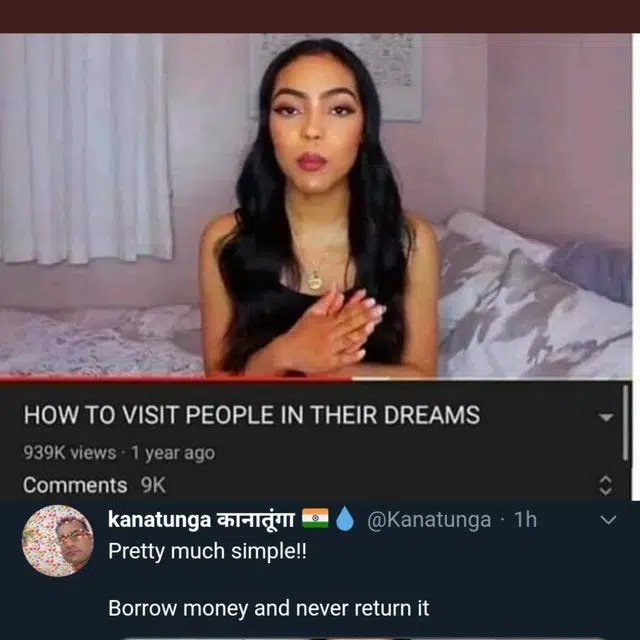 HOW TO VISIT PEOPLE IN THEIR DREAMS
939K views · 1 year ago
Comments 9K
kanatunga कानातूंगा 🇮🇳💧 @Kanatunga · 1h
Pretty much simple!!
Borrow money and never return it